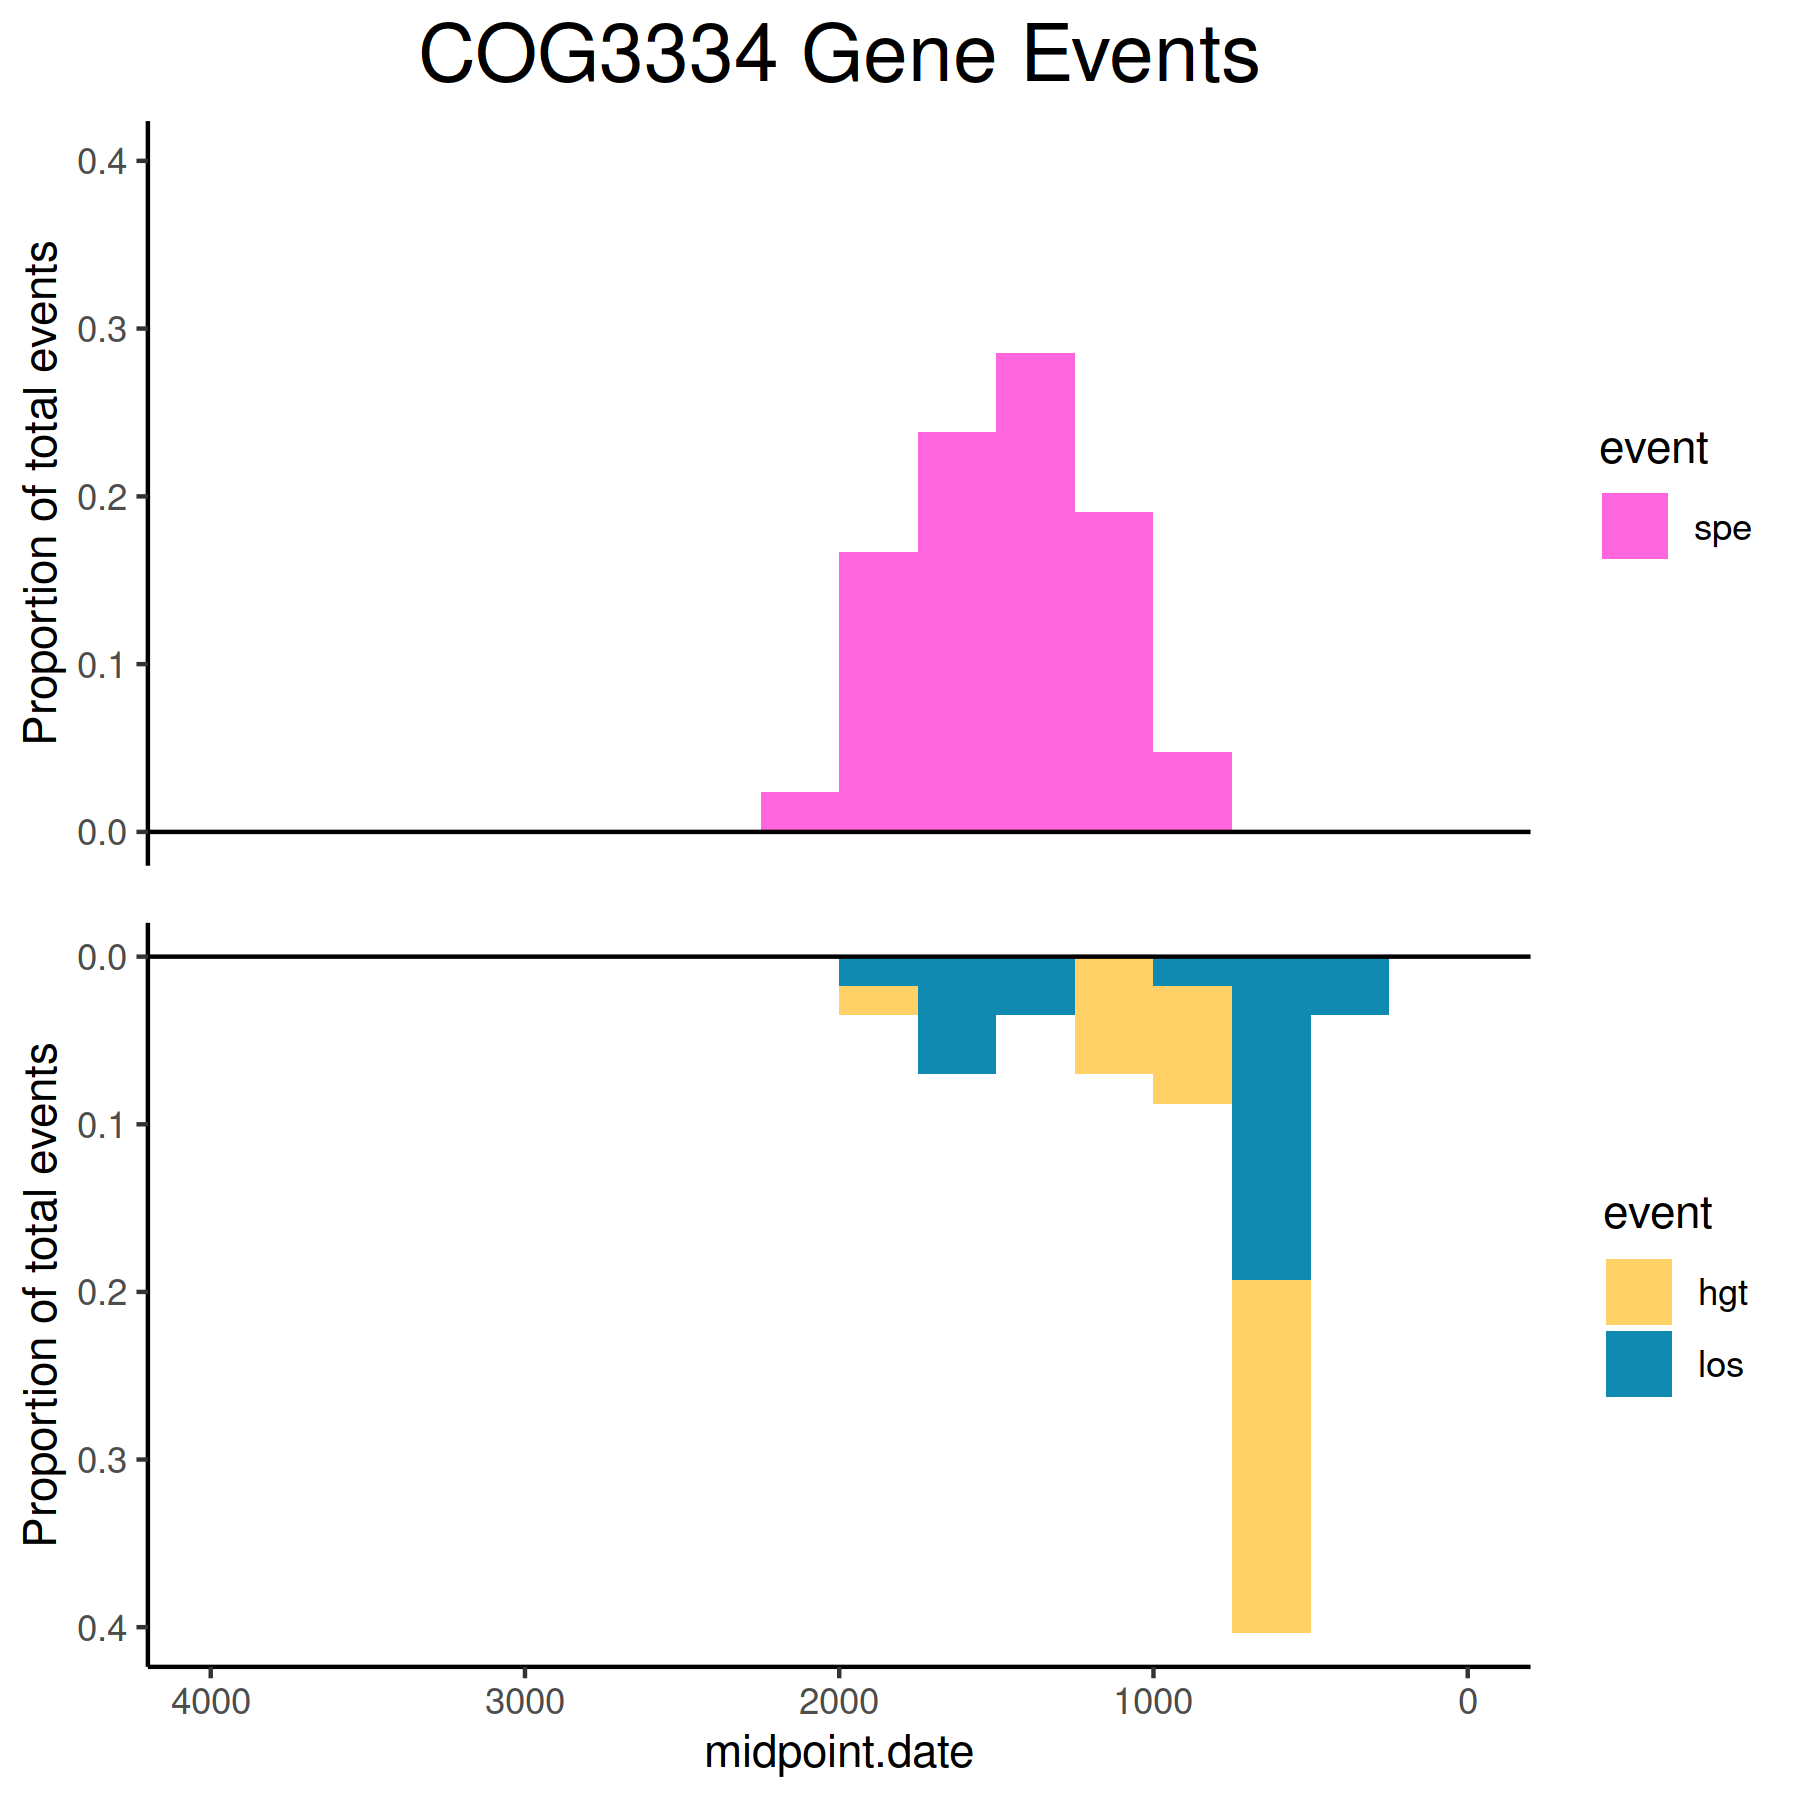 COG3334 Gene Events
Proportion of total events
0.4
0.3
0.2
0.1
0.0
event
spe
Proportion of total events
0.0
0.1
0.2
0.3
0.4
event
hgt
los
4000 3000 2000 1000 0
midpoint.date